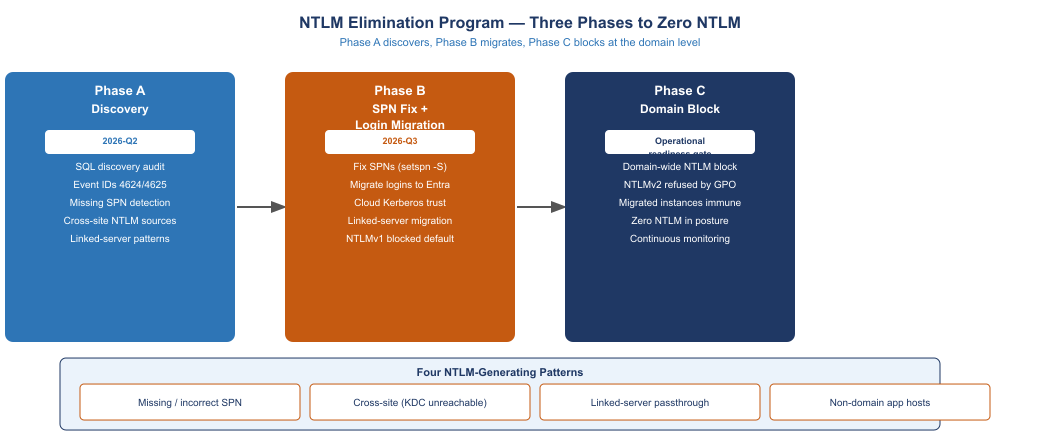 NTLM Elimination Program — Three Phases to Zero NTLM
Phase A discovers, Phase B migrates, Phase C blocks at the domain level
Phase A
Discovery
2026-Q2
SQL discovery audit
Event IDs 4624/4625
Missing SPN detection
Cross-site NTLM sources
Linked-server patterns
Phase B
SPN Fix +
Login Migration
2026-Q3
Fix SPNs (setspn -S)
Migrate logins to Entra
Cloud Kerberos trust
Linked-server migration
NTLMv1 blocked default
Phase C
Domain Block
Operational
readiness gate
Domain-wide NTLM block
NTLMv2 refused by GPO
Migrated instances immune
Zero NTLM in posture
Continuous monitoring
Four NTLM-Generating Patterns
Missing / incorrect SPN
Cross-site (KDC unreachable)
Linked-server passthrough
Non-domain app hosts